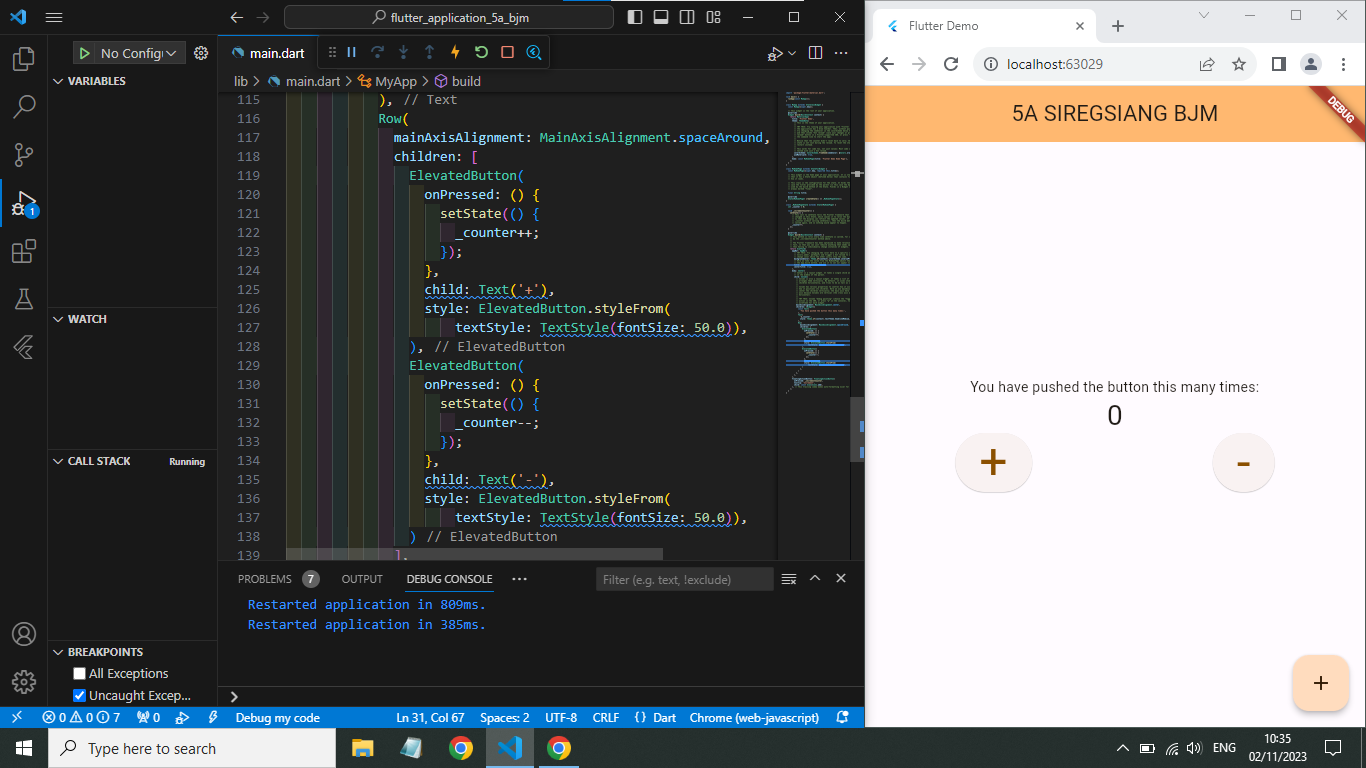 flutter_application_5a_bjm
No Config
VARIABLES
WATCH
CALL STACK
Running
BREAKPOINTS
All Exceptions
Uncaught Excep...
1
main.dart
lib > main.dart > MyApp > build
115 ), // Text
116 Row(
117 mainAxisAlignment: MainAxisAlignment.spaceAround,
118 children: [
119 ElevatedButton(
120 onPressed: () {
121 setState(() {
122 _counter++;
123 });
124 },
125 child: Text('+'),
126 style: ElevatedButton.styleFrom(
127 textStyle: TextStyle(fontSize: 50.0)),
128 ), // ElevatedButton
129 ElevatedButton(
130 onPressed: () {
131 setState(() {
132 _counter--;
133 });
134 },
135 child: Text('-'),
136 style: ElevatedButton.styleFrom(
137 textStyle: TextStyle(fontSize: 50.0)),
138 ) // ElevatedButton
139 ],
PROBLEMS 7 OUTPUT DEBUG CONSOLE ...
Filter (e.g. text, !exclude)
Restarted application in 809ms.
Restarted application in 385ms.
0 0 7 0 Debug my code Ln 31, Col 67 Spaces: 2 UTF-8 CRLF {} Dart Chrome (web-javascript)
Flutter Demo
localhost:63029
5A SIREGSIANG BJM
DEBUG
You have pushed the button this many times:
0
+ -
+
Type here to search
ENG
10:35
02/11/2023